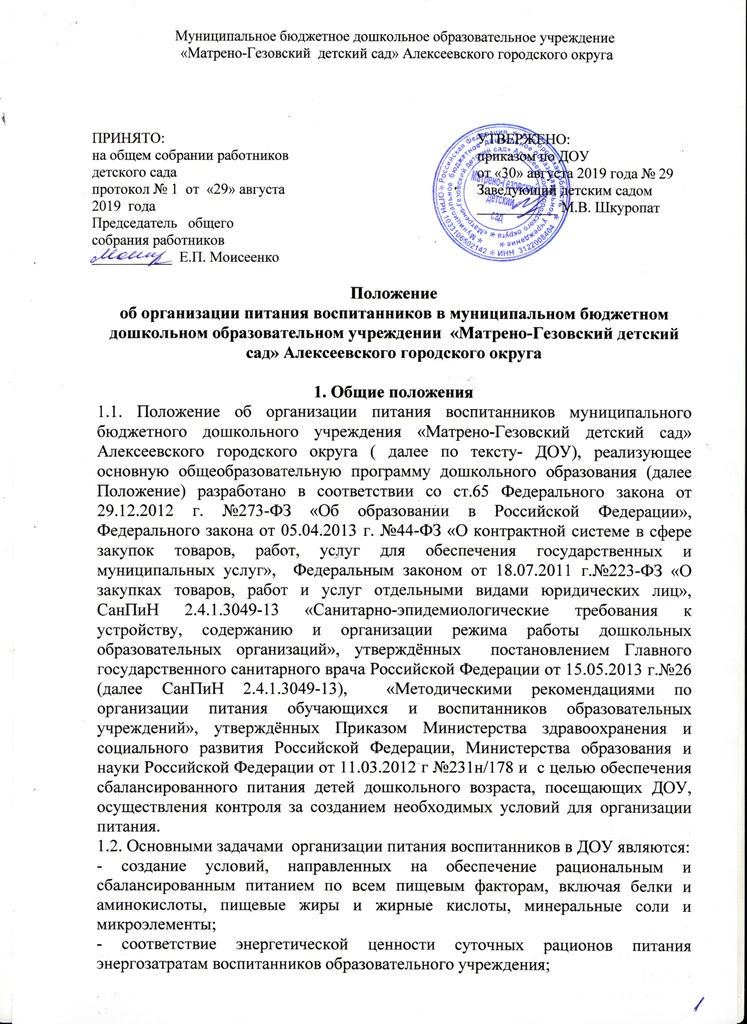 Муниципальное бюджетное дошкольное образовательное учреждение
«Матрено-Гезовский детский сад» Алексеевского городского округа
ПРИНЯТО:
на общем собрании работников
детского сада
протокол № 1 от «29» августа
2019 года
Председатель общего
собрания работников
__________ Е.П. Моисеенко
УТВЕРЖЕНО:
приказом по ДОУ
от «30» августа 2019 года № 29
Заведующий детским садом
__________ М.В. Шкуропат
Матрено-Гезовский
детский
сад
Положение
об организации питания воспитанников в муниципальном бюджетном
дошкольном образовательном учреждении «Матрено-Гезовский детский
сад» Алексеевского городского округа
1. Общие положения
1.1. Положение об организации питания воспитанников муниципального
бюджетного дошкольного учреждения «Матрено-Гезовский детский сад»
Алексеевского городского округа ( далее по тексту- ДОУ), реализующее
основную общеобразовательную программу дошкольного образования (далее
Положение) разработано в соответствии со ст.65 Федерального закона от
29.12.2012 г. №273-ФЗ «Об образовании в Российской Федерации»,
Федерального закона от 05.04.2013 г. №44-ФЗ «О контрактной системе в сфере
закупок товаров, работ, услуг для обеспечения государственных и
муниципальных услуг», Федеральным законом от 18.07.2011 г.№223-ФЗ «О
закупках товаров, работ и услуг отдельными видами юридических лиц»,
СанПиН 2.4.1.3049-13 «Санитарно-эпидемиологические требования к
устройству, содержанию и организации режима работы дошкольных
образовательных организаций», утверждённых постановлением Главного
государственного санитарного врача Российской Федерации от 15.05.2013 г.№26
(далее СанПиН 2.4.1.3049-13), «Методическими рекомендациями по
организации питания обучающихся и воспитанников образовательных
учреждений», утверждённых Приказом Министерства здравоохранения и
социального развития Российской Федерации, Министерства образования и
науки Российской Федерации от 11.03.2012 г №231н/178 и с целью обеспечения
сбалансированного питания детей дошкольного возраста, посещающих ДОУ,
осуществления контроля за созданием необходимых условий для организации
питания.
1.2. Основными задачами организации питания воспитанников в ДОУ являются:
- создание условий, направленных на обеспечение рациональным и
сбалансированным питанием по всем пищевым факторам, включая белки и
аминокислоты, пищевые жиры и жирные кислоты, минеральные соли и
микроэлементы;
- соответствие энергетической ценности суточных рационов питания
энергозатратам воспитанников образовательного учреждения;
1